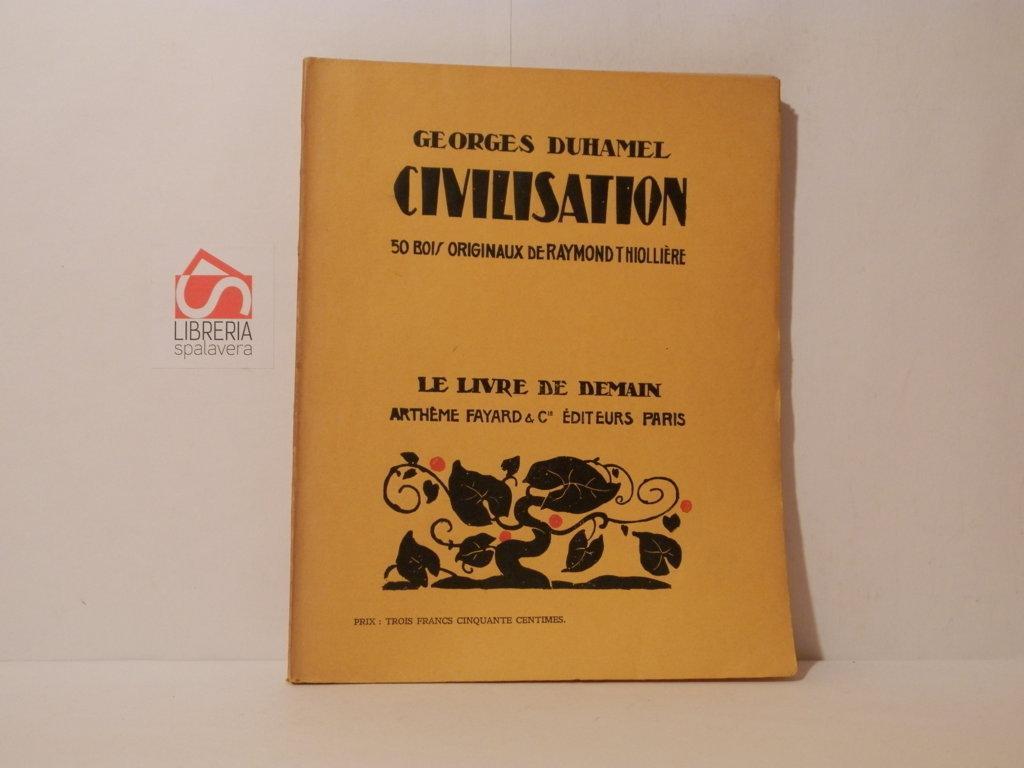 GEORGES DUHAMEL
CIVILISATION
50 BOIS ORIGINAUX DE RAYMOND THIOLLIÈRE
LIBRERIA
spalavera
LE LIVRE DE DEMAIN
ARTHÈME FAYARD & Cie ÉDITEURS PARIS
PRIX : TROIS FRANCS CINQUANTE CENTIMES.